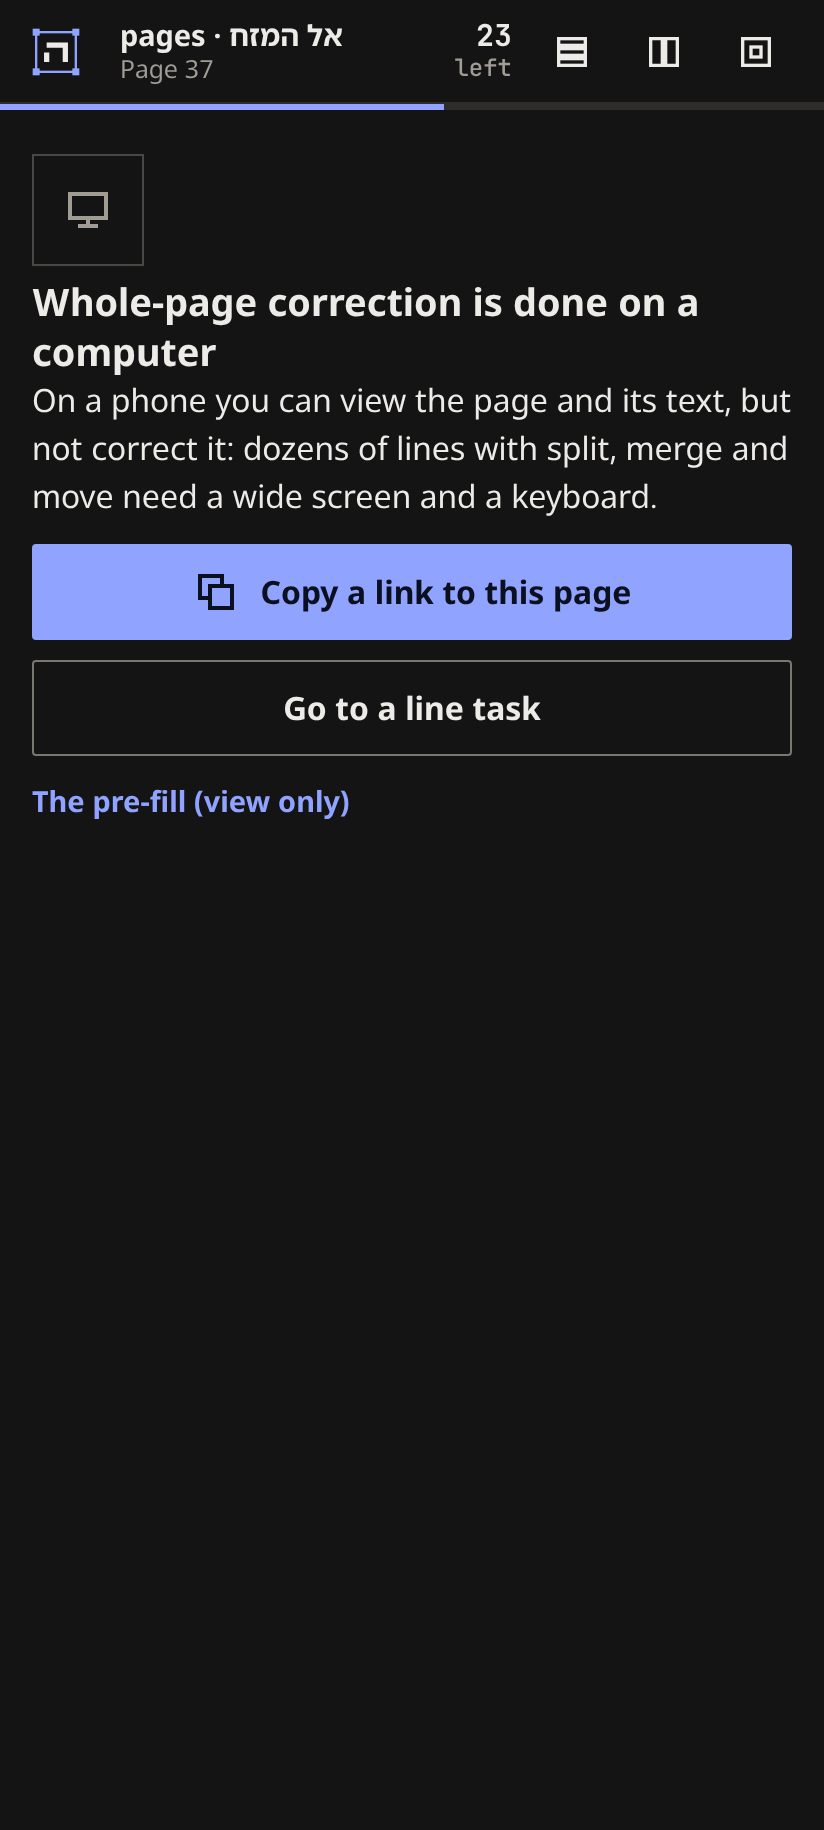 ה
pages · אל המזח
Page 37
23
left
Whole-page correction is done on a
computer
On a phone you can view the page and its text, but
not correct it: dozens of lines with split, merge and
move need a wide screen and a keyboard.
Copy a link to this page
Go to a line task
The pre-fill (view only)